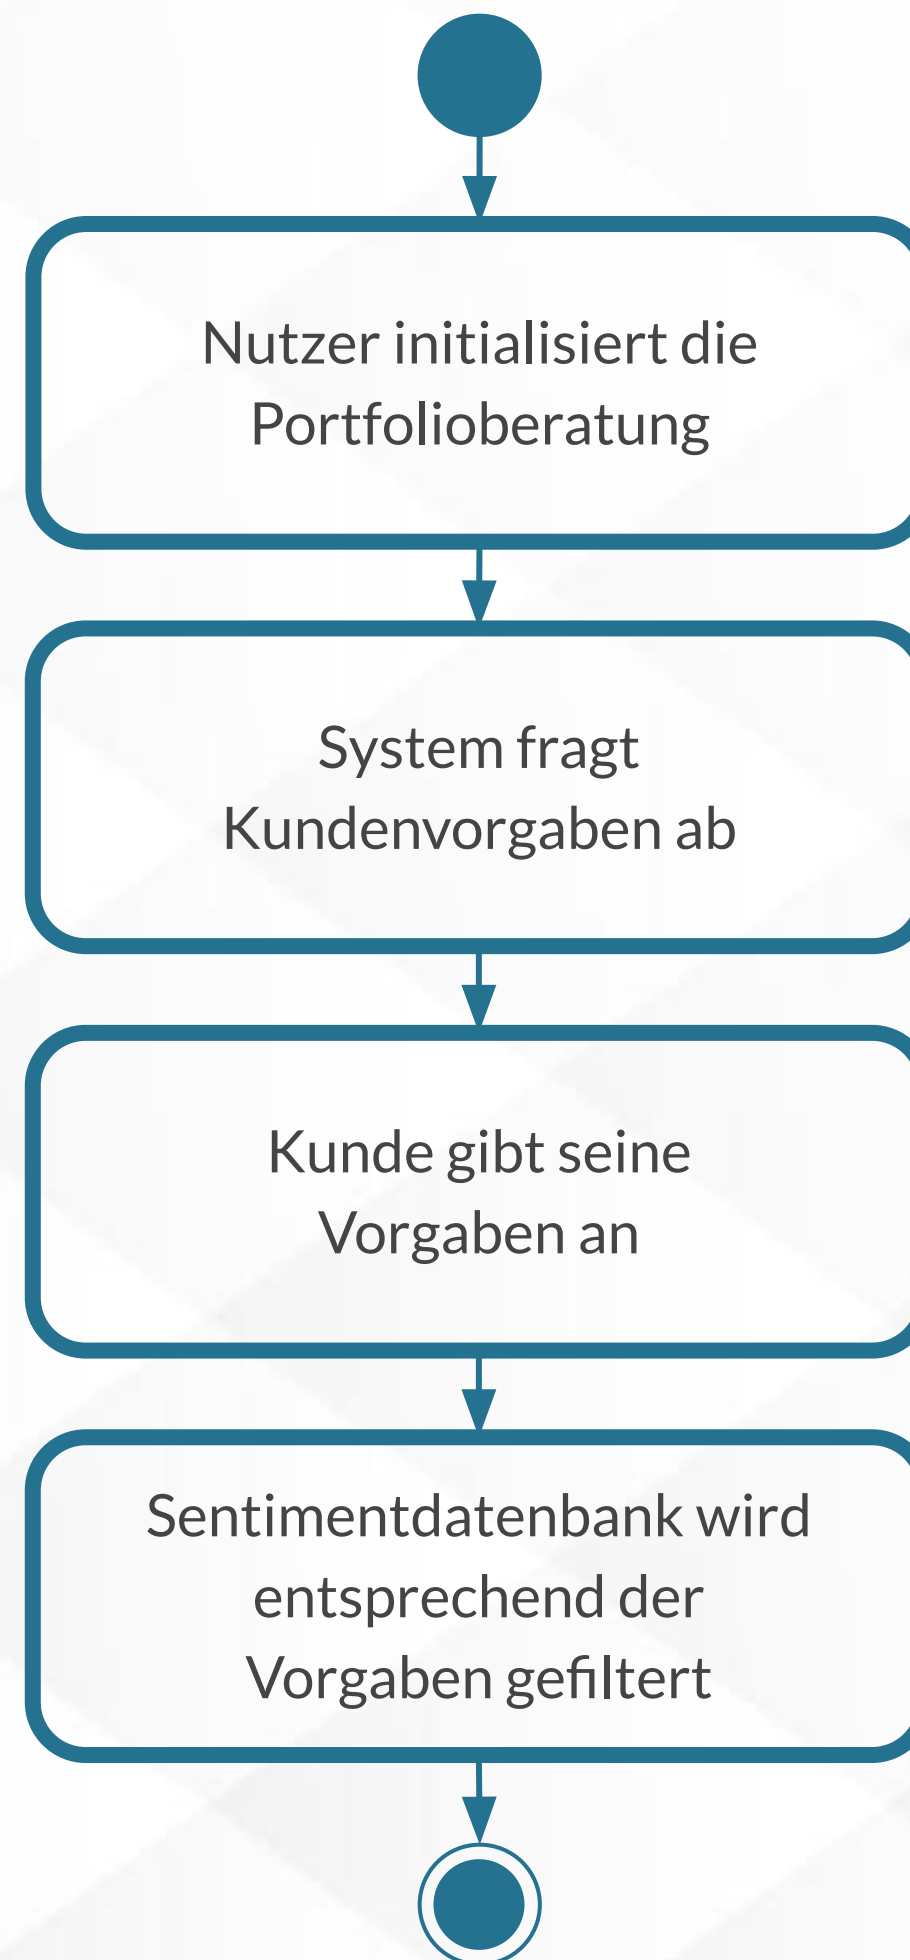 Nutzer initialisiert die
Portfolioberatung
System fragt
Kundenvorgaben ab
Kunde gibt seine
Vorgaben an
Sentimentdatenbank wird
entsprechend der
Vorgaben gefiltert